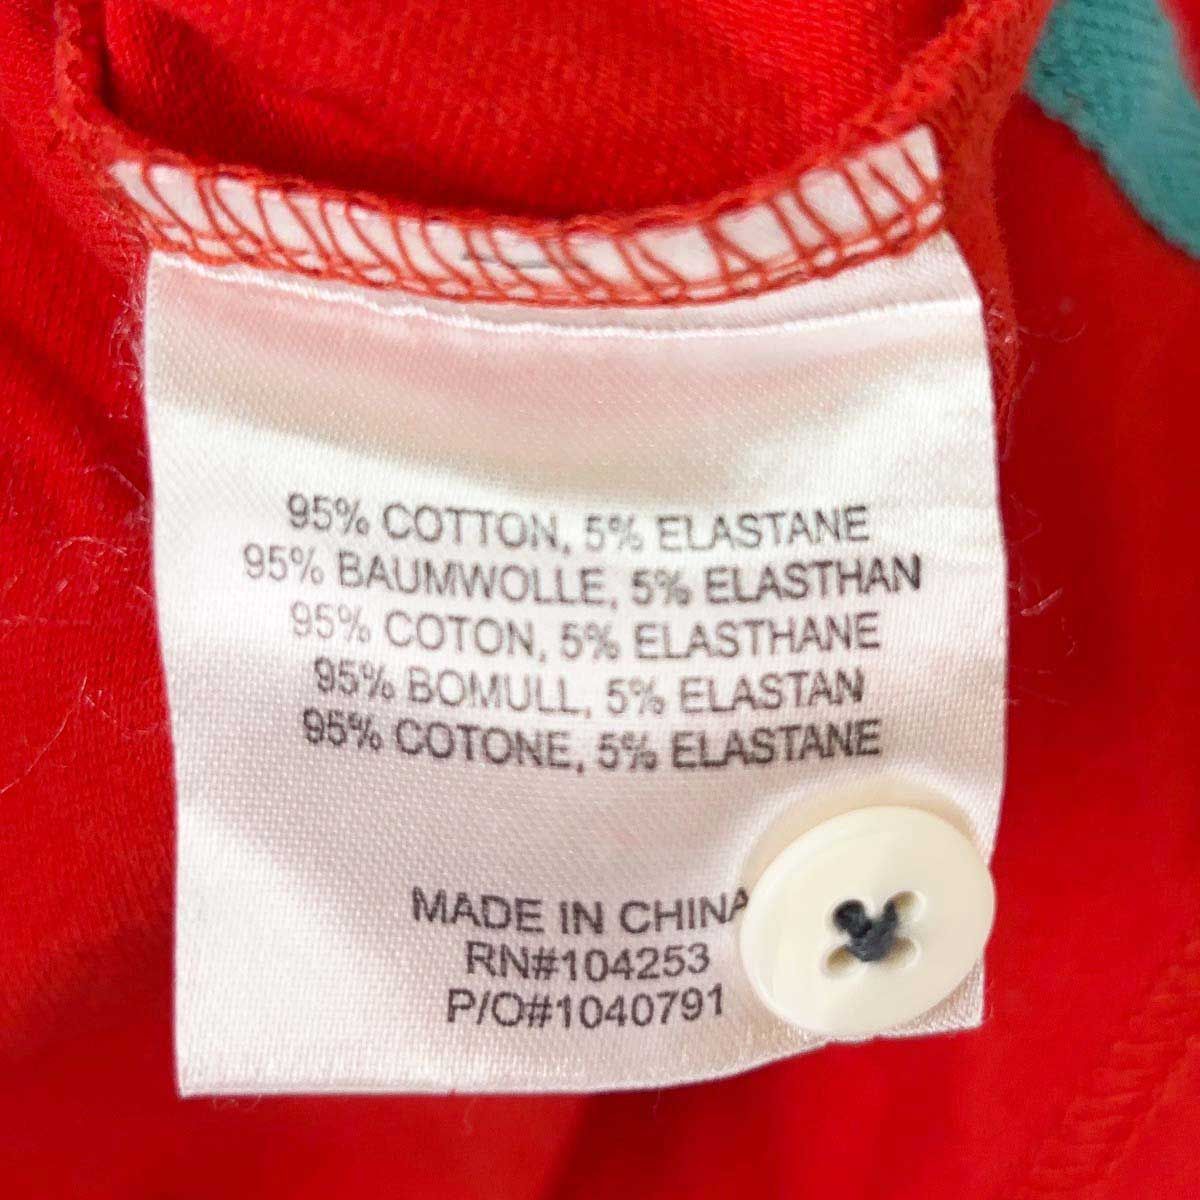 95% COTTON, 5% ELASTANE
95% BAUMWOLLE, 5% ELASTHAN
95% COTON, 5% ELASTHANE
95% BOMULL, 5% ELASTAN
95% COTONE, 5% ELASTANE
MADE IN CHINA
RN#104253
P/O#1040791